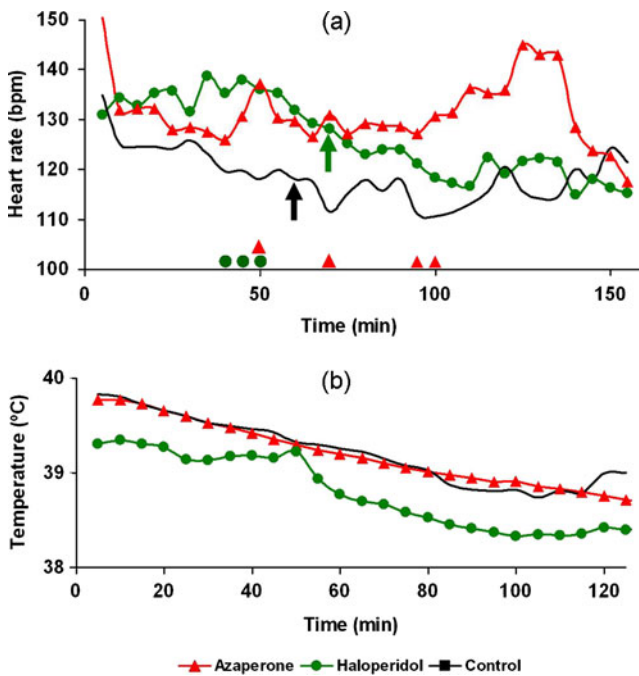 (a)
150
140
130
120
110
100
Heart rate (bpm)
0 50 100 150
Time (min)
(b)
40
39
38
Temperature (ºC)
0 20 40 60 80 100 120
Time (min)
Azaperone Haloperidol Control